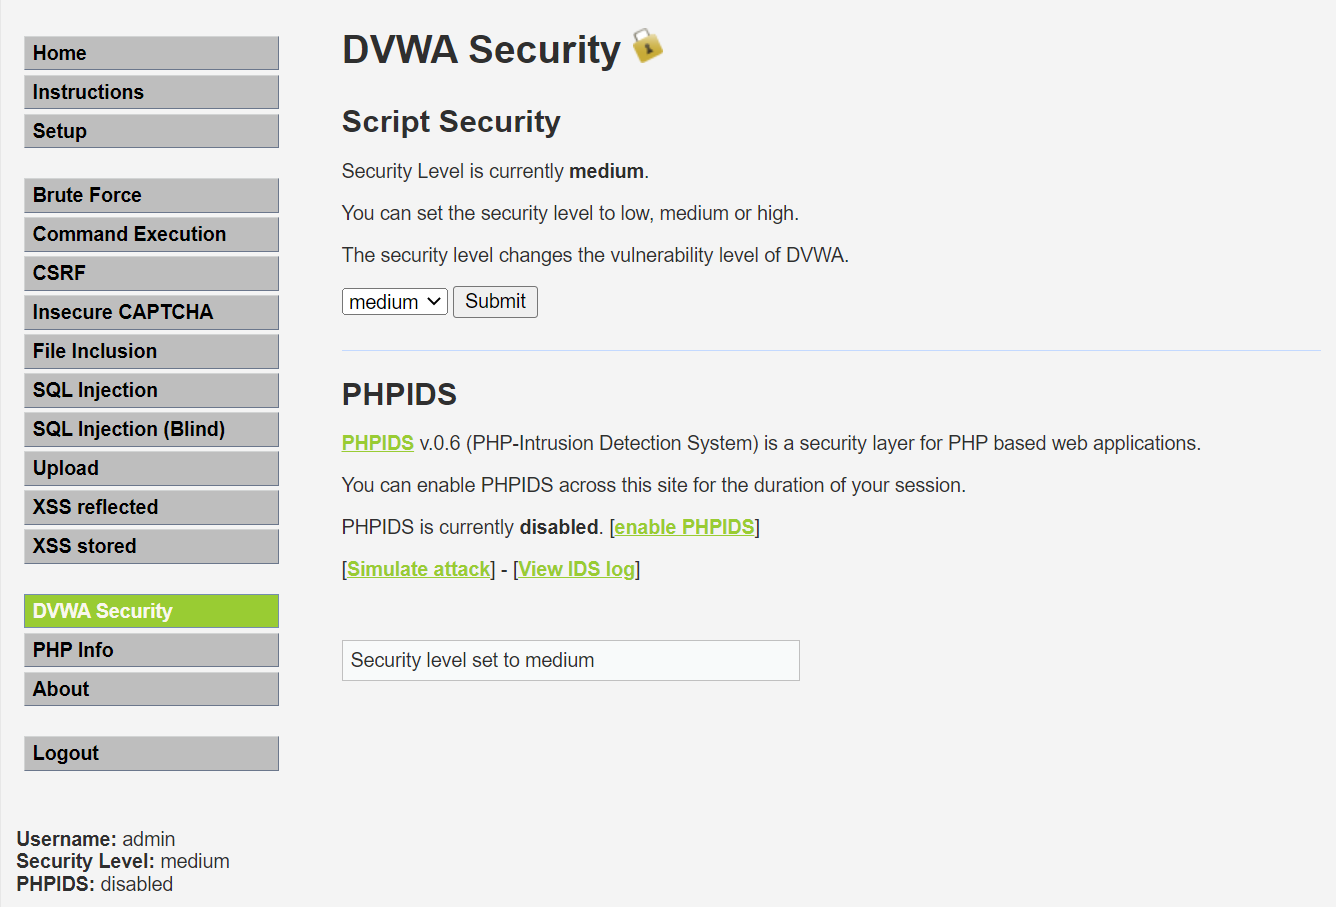 Home
Instructions
Setup
Brute Force
Command Execution
CSRF
Insecure CAPTCHA
File Inclusion
SQL Injection
SQL Injection (Blind)
Upload
XSS reflected
XSS stored
DVWA Security
PHP Info
About
Logout
Username: admin
Security Level: medium
PHPIDS: disabled
DVWA Security
Script Security
Security Level is currently medium.
You can set the security level to low, medium or high.
The security level changes the vulnerability level of DVWA.
medium Submit
PHPIDS
PHPIDS v.0.6 (PHP-Intrusion Detection System) is a security layer for PHP based web applications.
You can enable PHPIDS across this site for the duration of your session.
PHPIDS is currently disabled. [enable PHPIDS]
[Simulate attack] - [View IDS log]
Security level set to medium